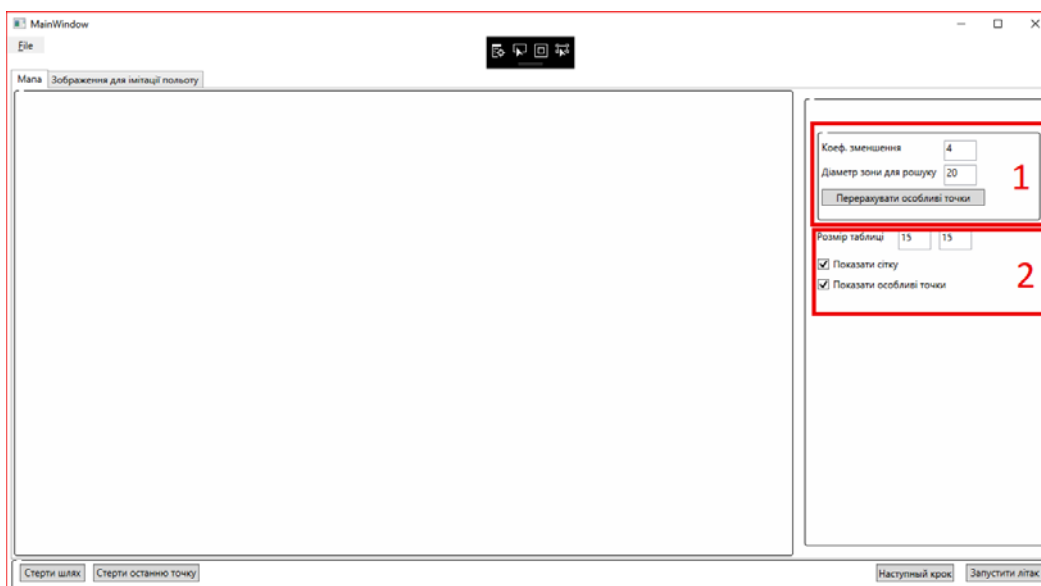 MainWindow
File
Мапа Зображення для імітації польоту
Коеф. зменшення 4
Діаметр зони для рошуку 20
1
Перерахувати особливі точки
Розмір таблиці 15 15
Показати сітку
2
Показати особливі точки
Стерти шлях Стерти останню точку Наступный крок Запустити літак